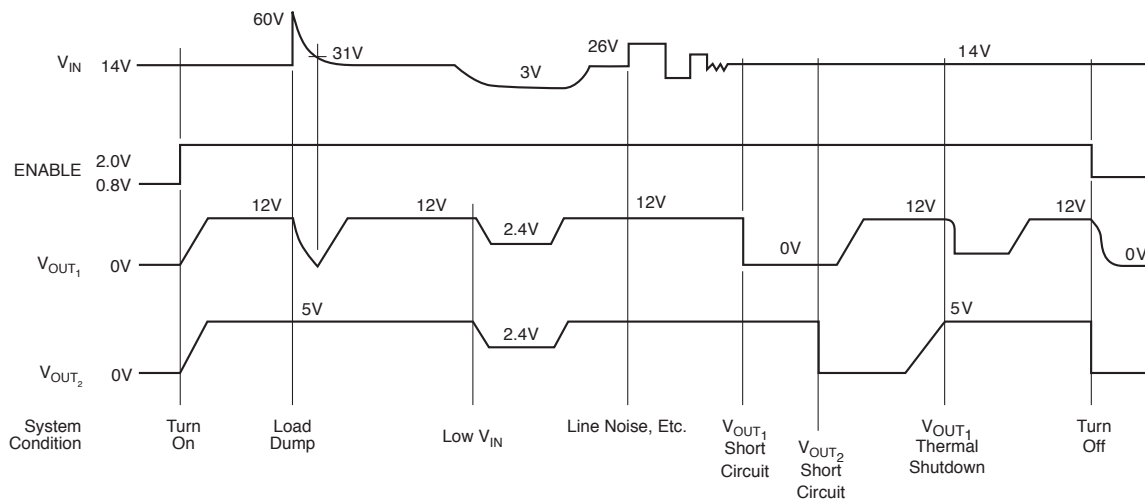 60V
31V
V_IN 14V
3V
26V
14V
ENABLE 2.0V
0.8V
12V
12V
2.4V
12V
0V
12V
12V
V_OUT1 0V
0V
5V
2.4V
5V
V_OUT2 0V
System Condition
Turn On
Load Dump
Low V_IN
Line Noise, Etc.
V_OUT1 Short Circuit
V_OUT2 Short Circuit
V_OUT1 Thermal Shutdown
Turn Off